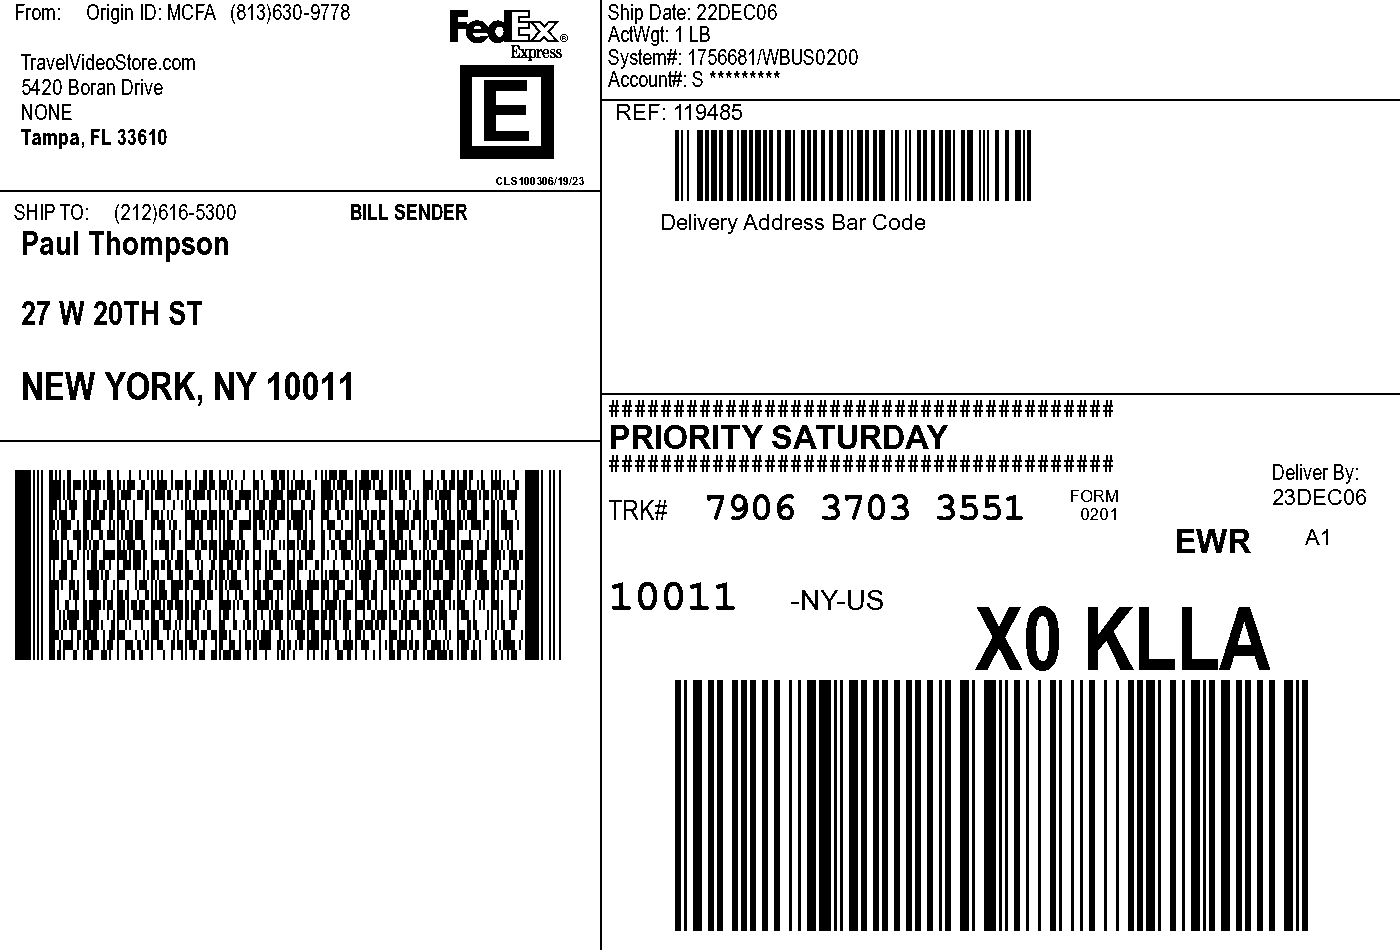 From: Origin ID: MCFA (813)630-9778
TravelVideoStore.com
5420 Boran Drive
NONE
Tampa, FL 33610
FedEx®
Express
E
CLS100306/19/23
SHIP TO: (212)616-5300 BILL SENDER
Paul Thompson
27 W 20TH ST
NEW YORK, NY 10011
Ship Date: 22DEC06
ActWgt: 1 LB
System#: 1756681/WBUS0200
Account#: S *********
REF: 119485
Delivery Address Bar Code
#######################################
PRIORITY SATURDAY
#######################################
TRK# 7906 3703 3551 FORM
0201
Deliver By:
23DEC06
EWR A1
10011 -NY-US
X0 KLLA